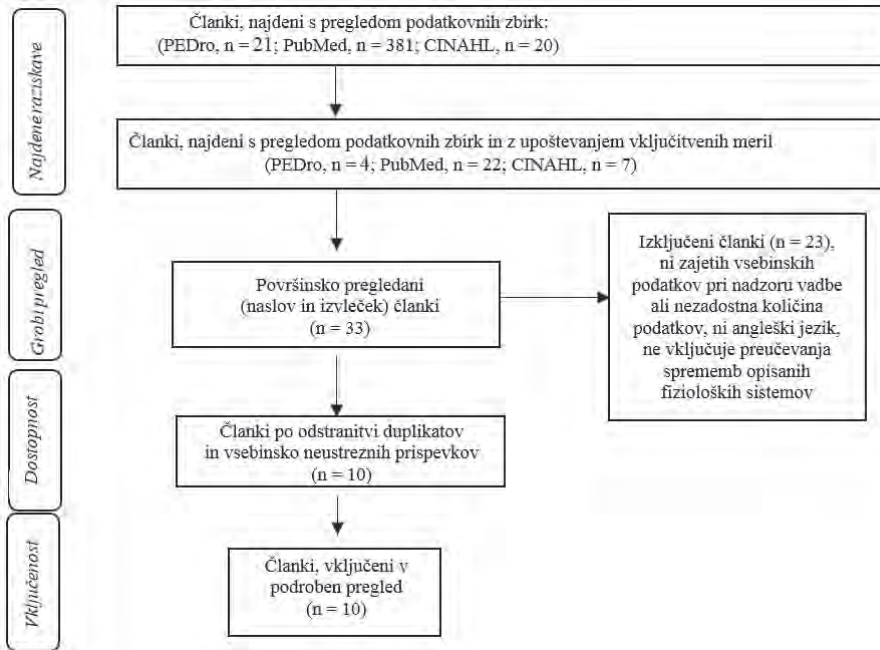 Najdene raziskave
Članki, najdeni s pregledom podatkovnih zbirk:
(PEDro, n = 21; PubMed, n = 381; CINAHL, n = 20)
Članki, najdeni s pregledom podatkovnih zbirk in z upoštevanjem vključitvenih meril
(PEDro, n = 4; PubMed, n = 22; CINAHL, n = 7)
Grobi pregled
Površinsko pregledani
(naslov in izvleček) članki
(n = 33)
Izključeni članki (n = 23),
ni zajetih vsebinskih
podatkov pri nadzoru vadbe
ali nezadostna količina
podatkov, ni angleški jezik,
ne vključuje preučevanja
sprememb opisanih
fizioloških sistemov
Dostopnost
Članki po odstranitvi duplikatov
in vsebinsko neustreznih prispevkov
(n = 10)
Vključenost
Članki, vključeni v
podroben pregled
(n = 10)